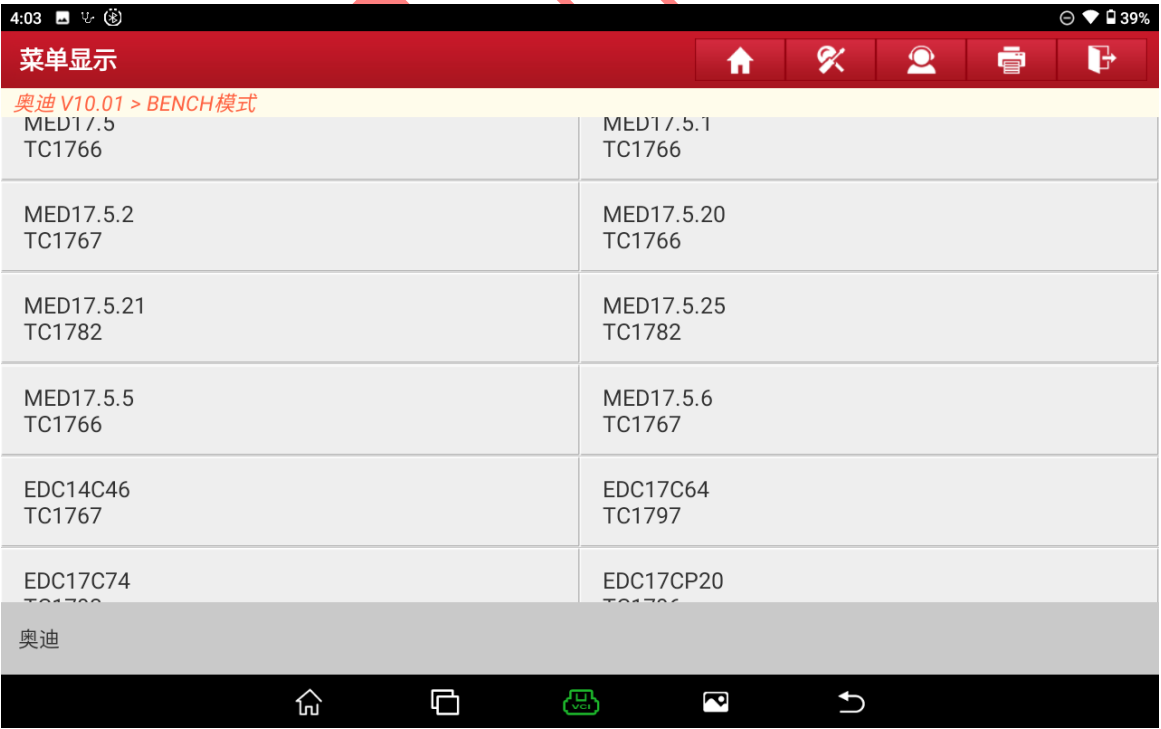 4:03
39%
菜单显示
奥迪 V10.01 > BENCH模式
MED17.5
TC1766
MED17.5.1
TC1766
MED17.5.2
TC1767
MED17.5.20
TC1766
MED17.5.21
TC1782
MED17.5.25
TC1782
MED17.5.5
TC1766
MED17.5.6
TC1767
EDC14C46
TC1767
EDC17C64
TC1797
EDC17C74
EDC17CP20
奥迪
VCI